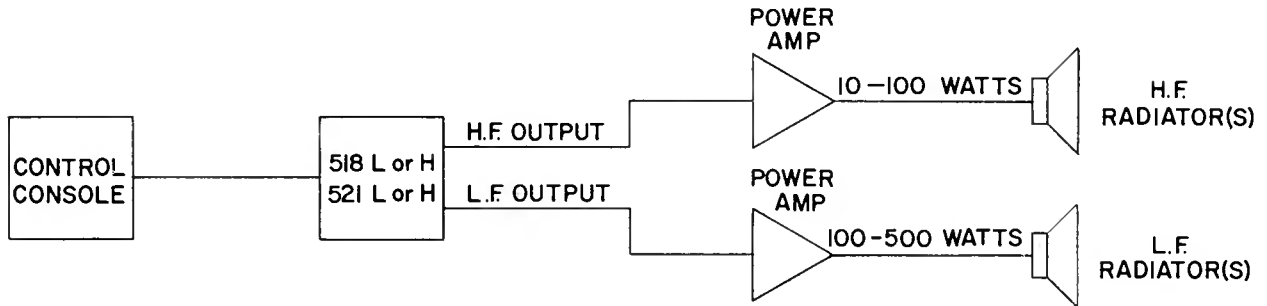 CONTROL
CONSOLE
518 L or H
521 L or H
H.F. OUTPUT
L.F. OUTPUT
POWER
AMP
10-100 WATTS
H.F.
RADIATOR(S)
POWER
AMP
100-500 WATTS
L.F.
RADIATOR(S)